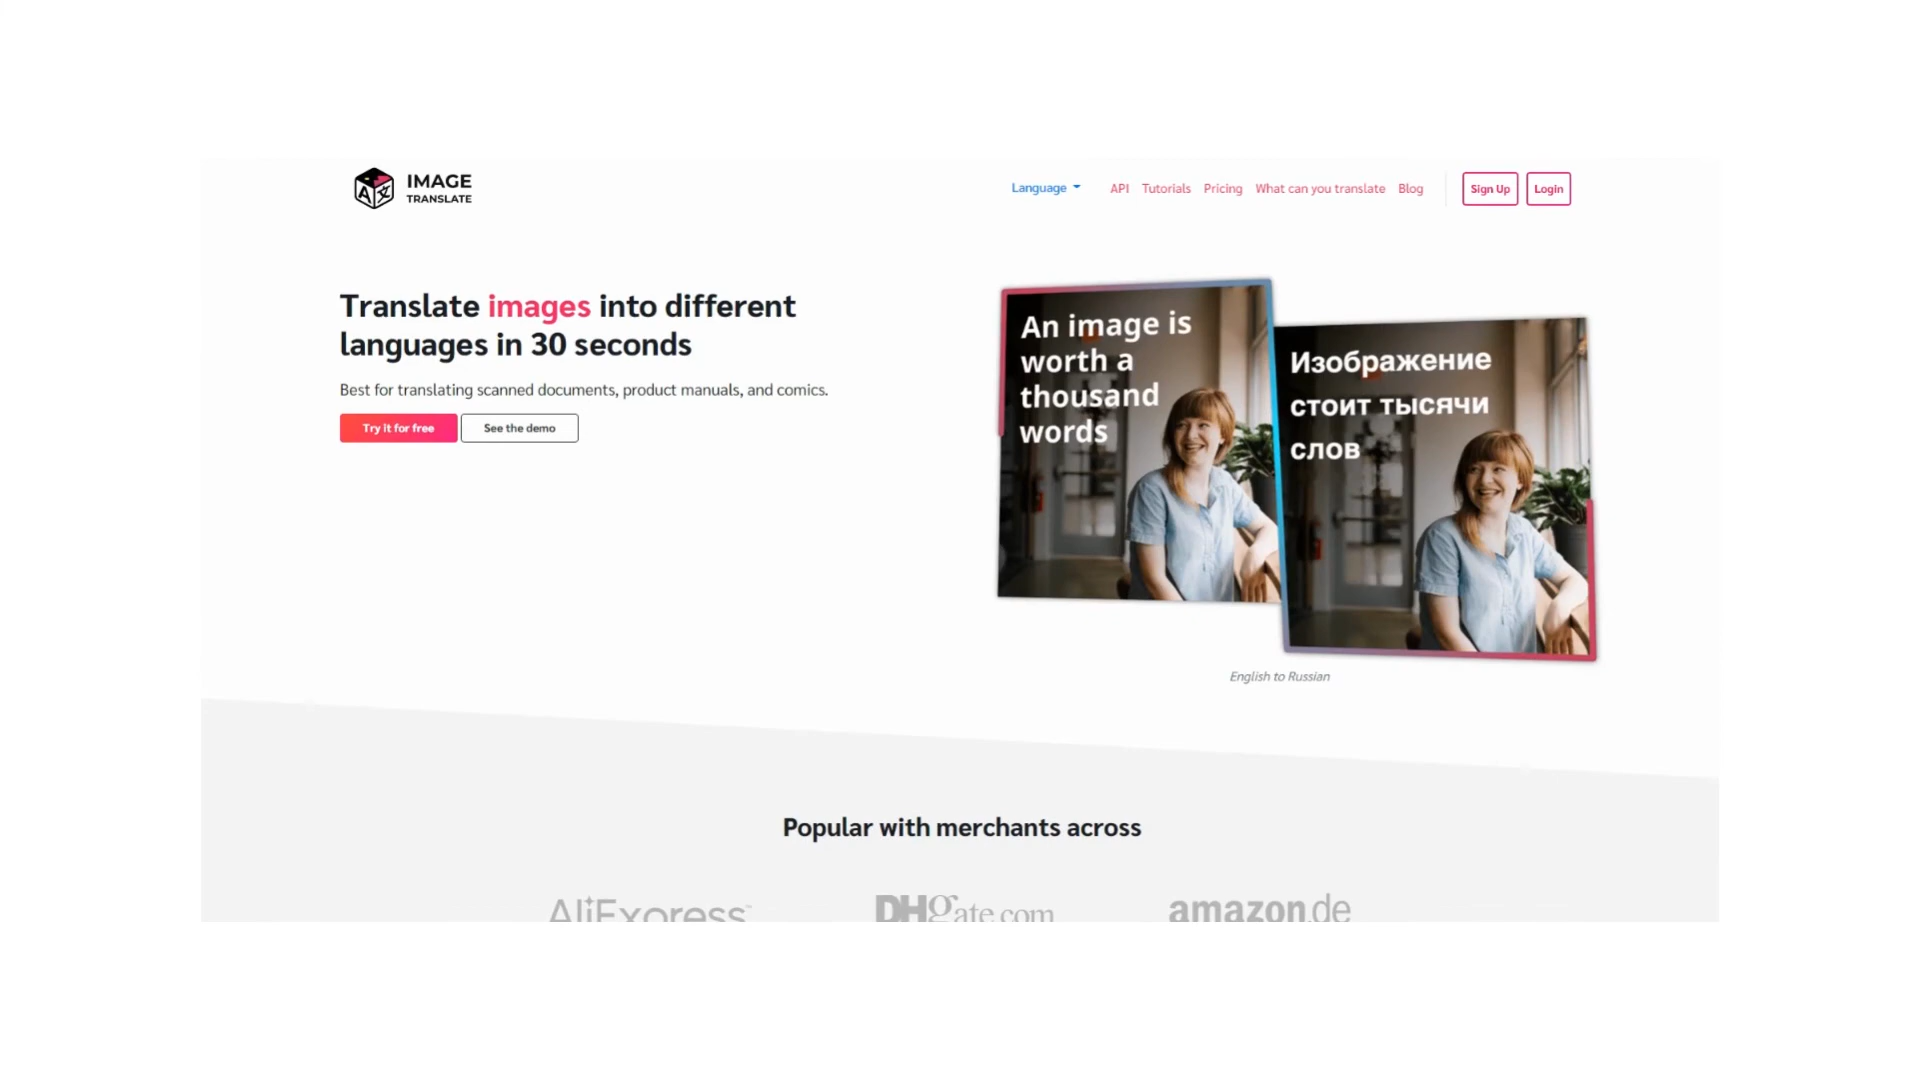 IMAGE
TRANSLATE
Language
API
Tutorials
Pricing
What can you translate
Blog
Sign Up
Login
Translate images into different
languages in 30 seconds
Best for translating scanned documents, product manuals, and comics.
Try it for free
See the demo
An image is
worth a
thousand
words
Изображение
стоит тысячи
слов
English to Russian
Popular with merchants across
AliExpress™
DHgate.com
amazon.de